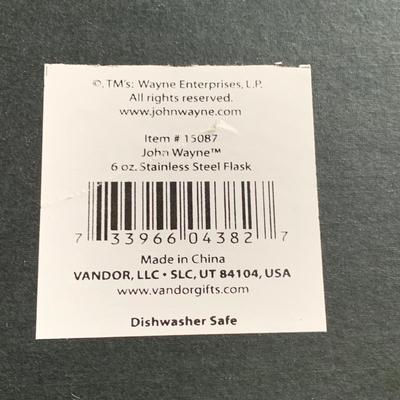 ©, TM's: Wayne Enterprises, L.P.
All rights reserved.
www.johnwayne.com
Item # 15087
John Wayne™
6 oz. Stainless Steel Flask
7 33966 04382 7
Made in China
VANDOR, LLC • SLC, UT 84104, USA
www.vandorgifts.com
Dishwasher Safe